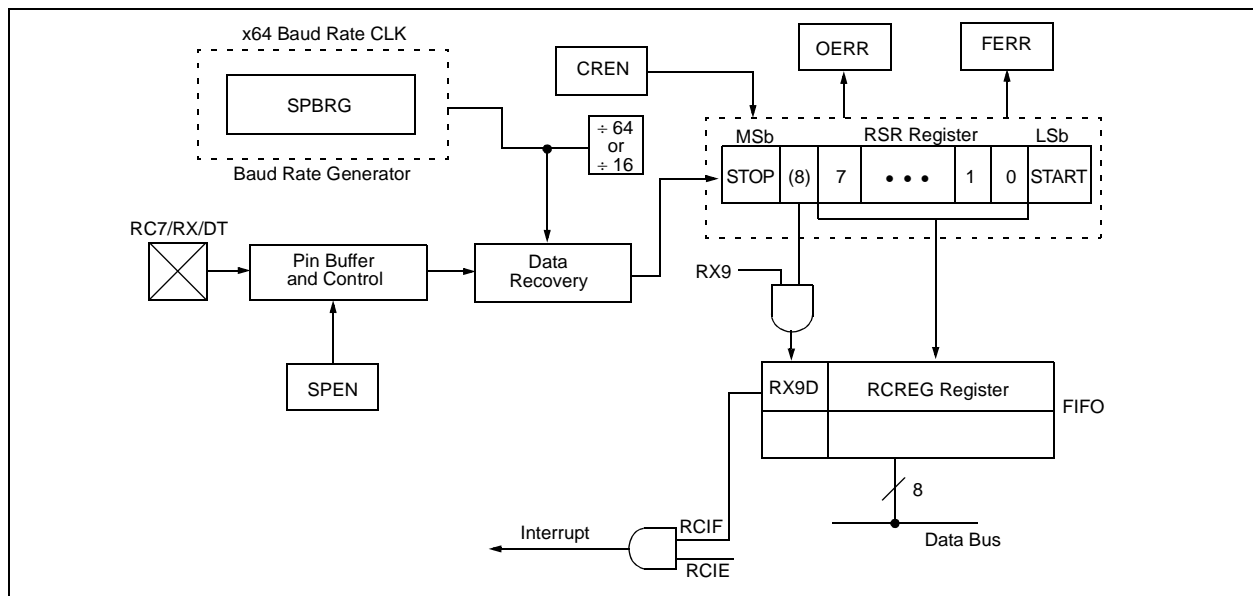 x64 Baud Rate CLK
SPBRG
Baud Rate Generator
÷ 64
or
÷ 16
CREN
OERR
FERR
MSb
RSR Register
LSb
STOP
(8)
7
• • •
1
0
START
RC7/RX/DT
Pin Buffer
and Control
Data
Recovery
SPEN
RX9
RX9D
RCREG Register
FIFO
8
Data Bus
Interrupt
RCIF
RCIE